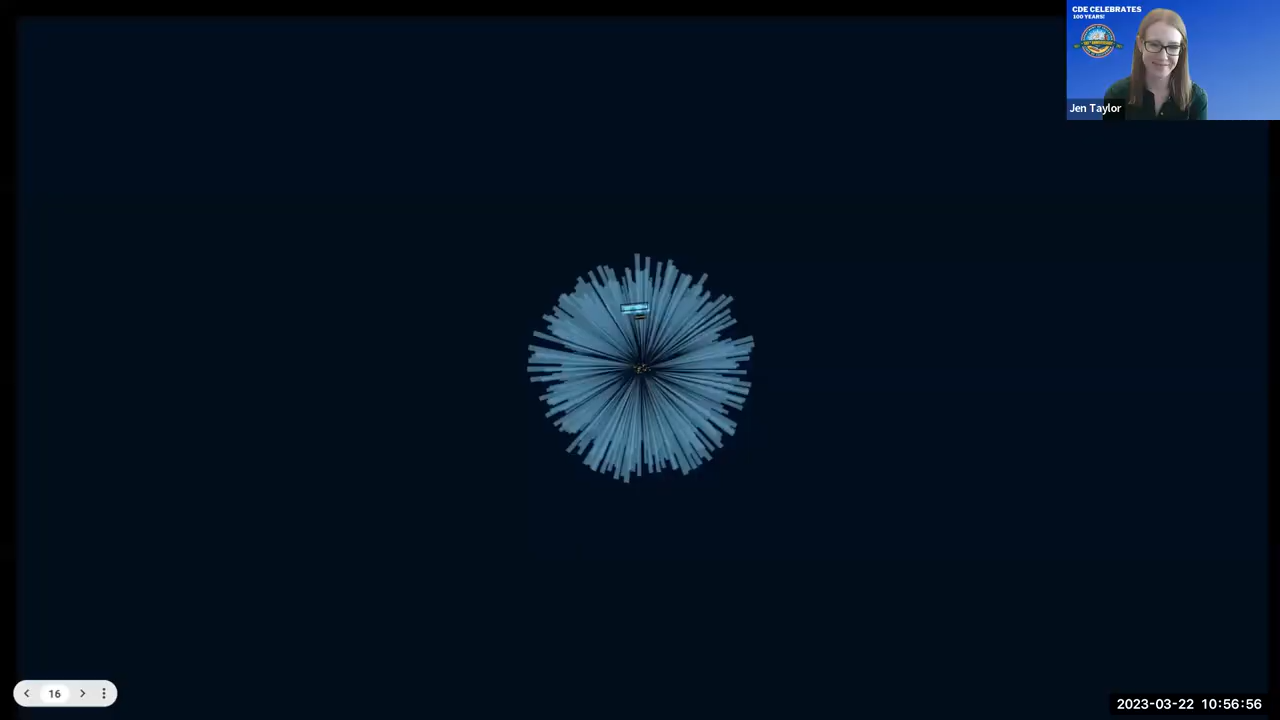 CDE CELEBRATES
100 YEARS!
Jen Taylor
16
2023-03-22 10:56:56